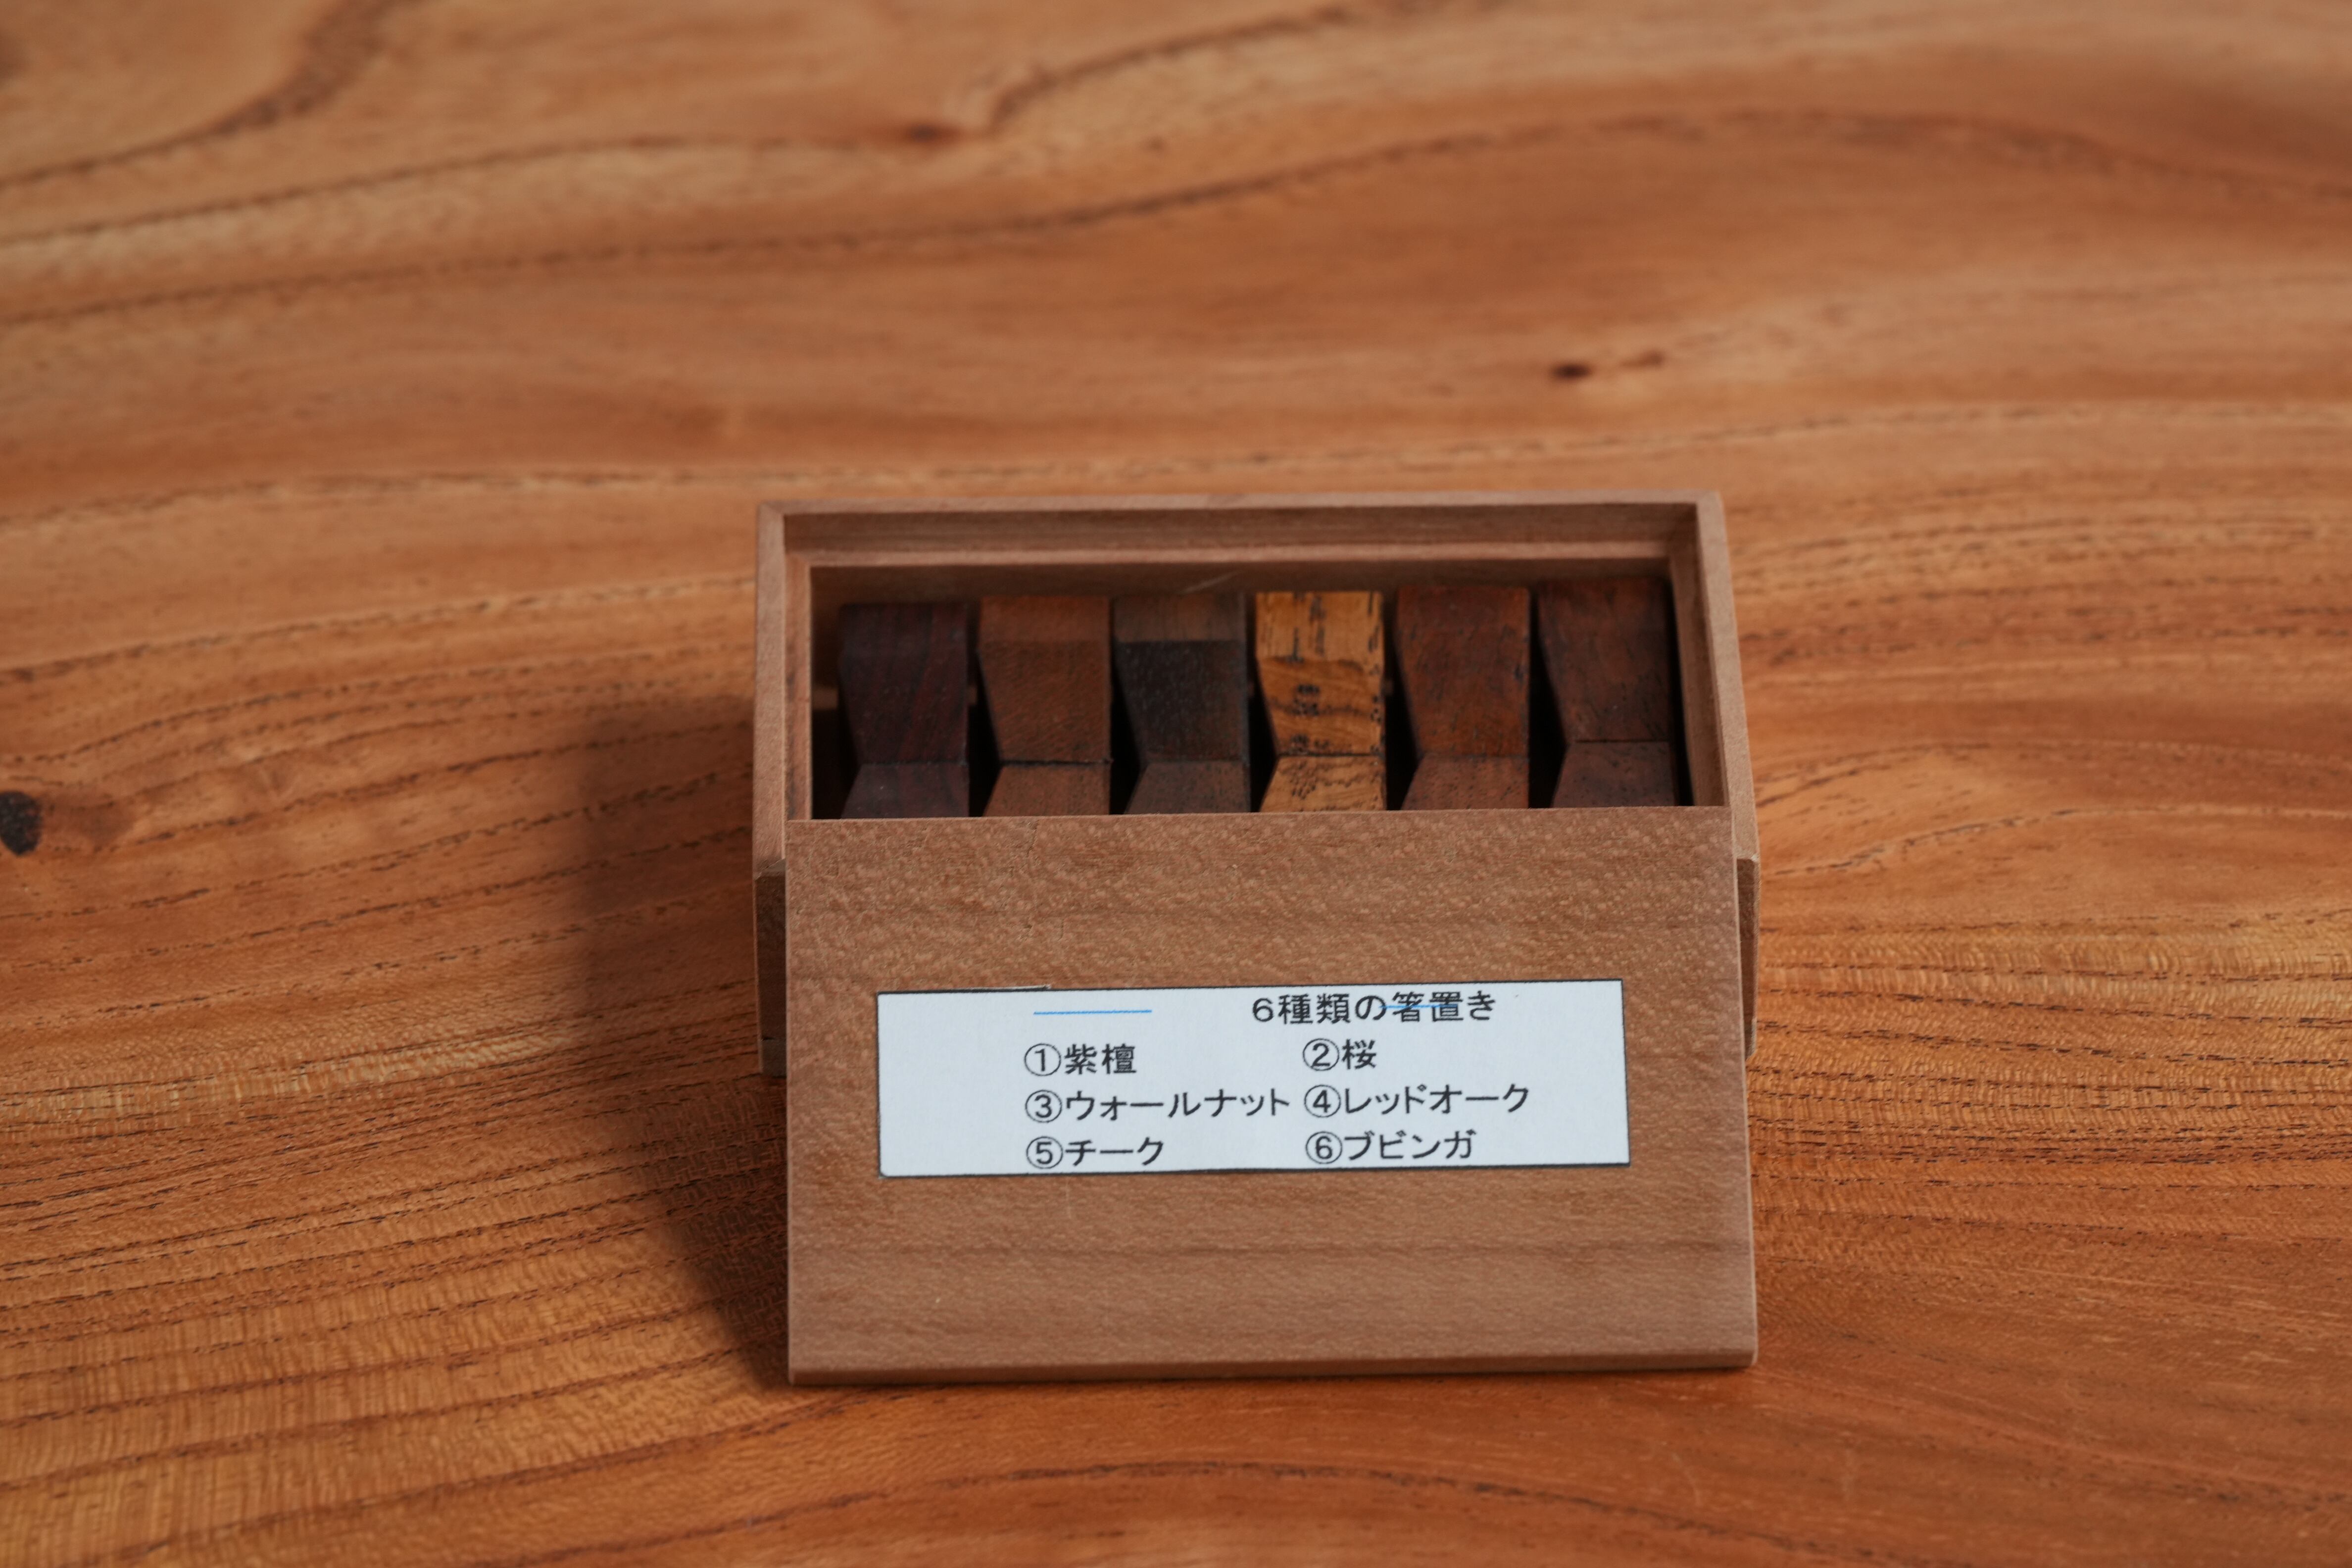 6種類の箸置き
①紫檀 ②桜
③ウォールナット ④レッドオーク
⑤チーク ⑥ブビンガ